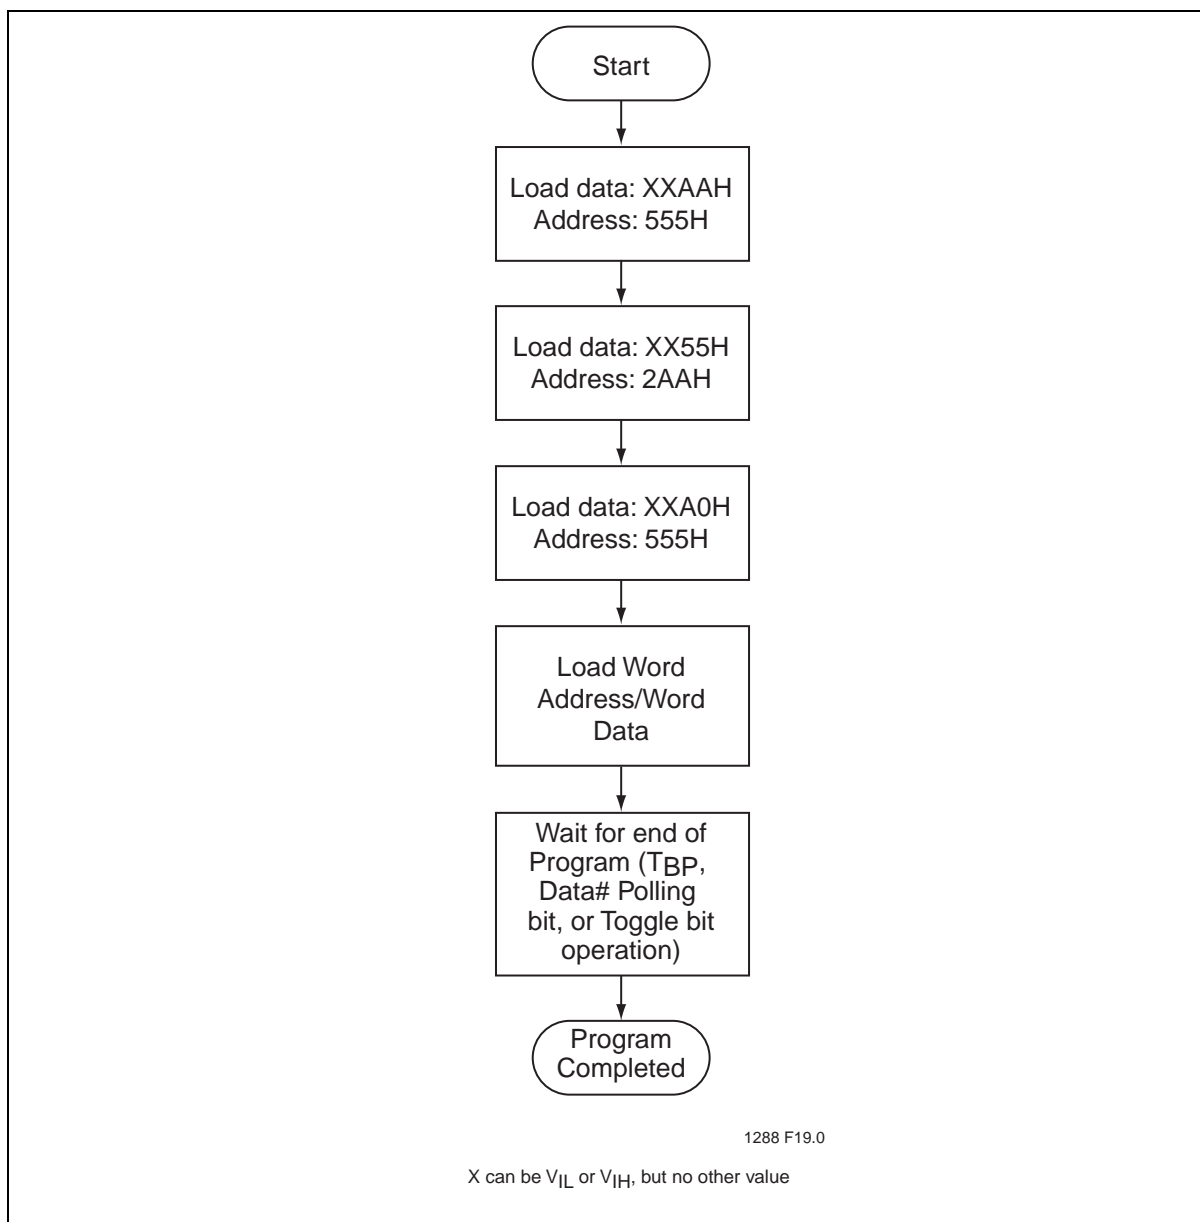 Start
Load data: XXAAH
Address: 555H
Load data: XX55H
Address: 2AAH
Load data: XXA0H
Address: 555H
Load Word
Address/Word
Data
Wait for end of
Program (TBP,
Data# Polling
bit, or Toggle bit
operation)
Program
Completed
1288 F19.0
X can be VIL or VIH, but no other value